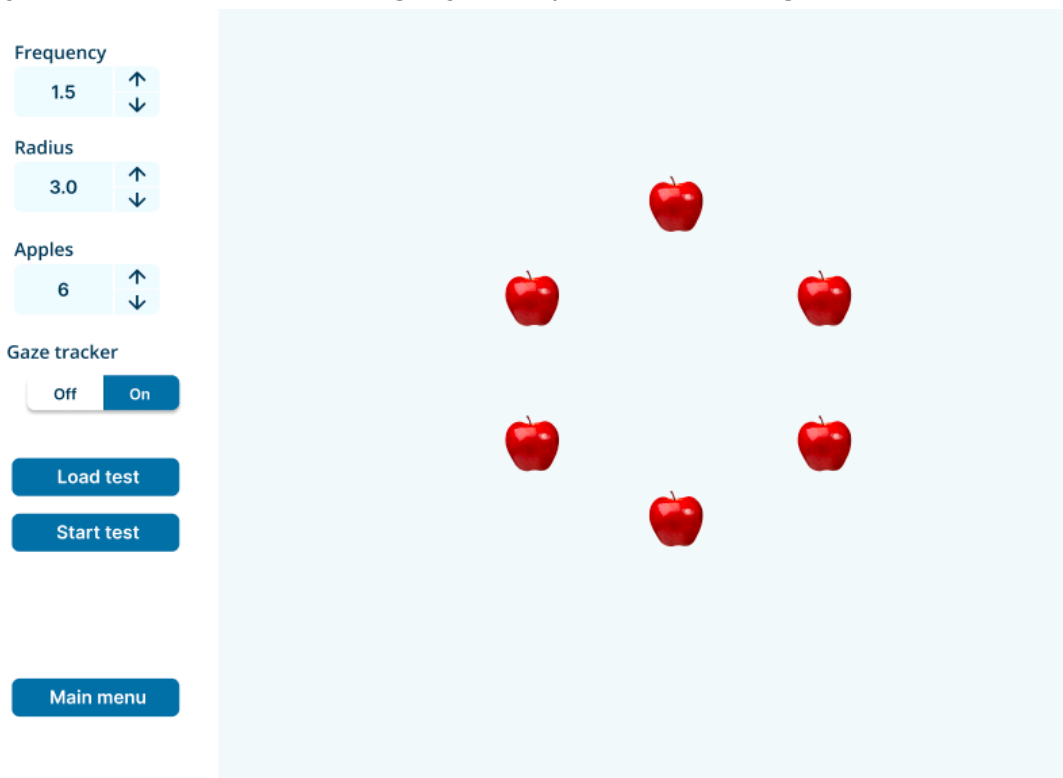 Frequency
1.5
Radius
3.0
Apples
6
Gaze tracker
Off On
Load test
Start test
Main menu